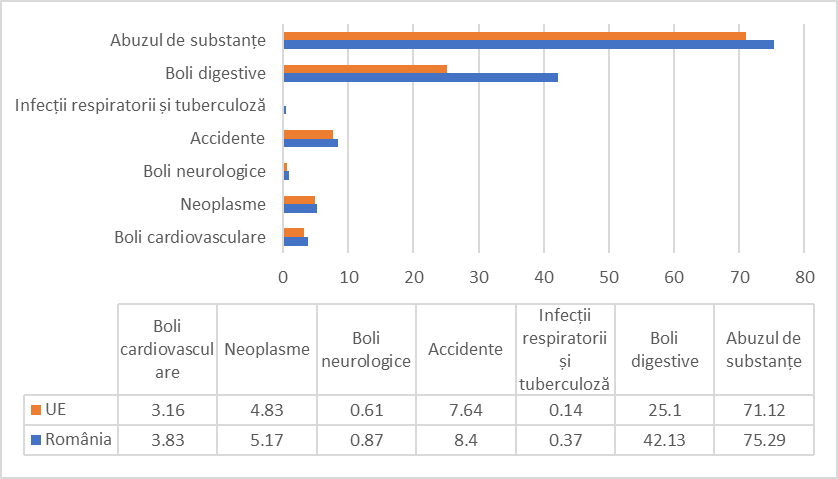 Abuzul de substanțe
Boli digestive
Infecții respiratorii și tuberculoză
Accidente
Boli neurologice
Neoplasme
Boli cardiovasculare
0 10 20 30 40 50 60 70 80
Boli
cardiovascul
are
Neoplasme
Boli
neurologice
Accidente
Infecții
respiratorii
și
tuberculoză
Boli
digestive
Abuzul de
substanțe
UE 3.16 4.83 0.61 7.64 0.14 25.1 71.12
România 3.83 5.17 0.87 8.4 0.37 42.13 75.29